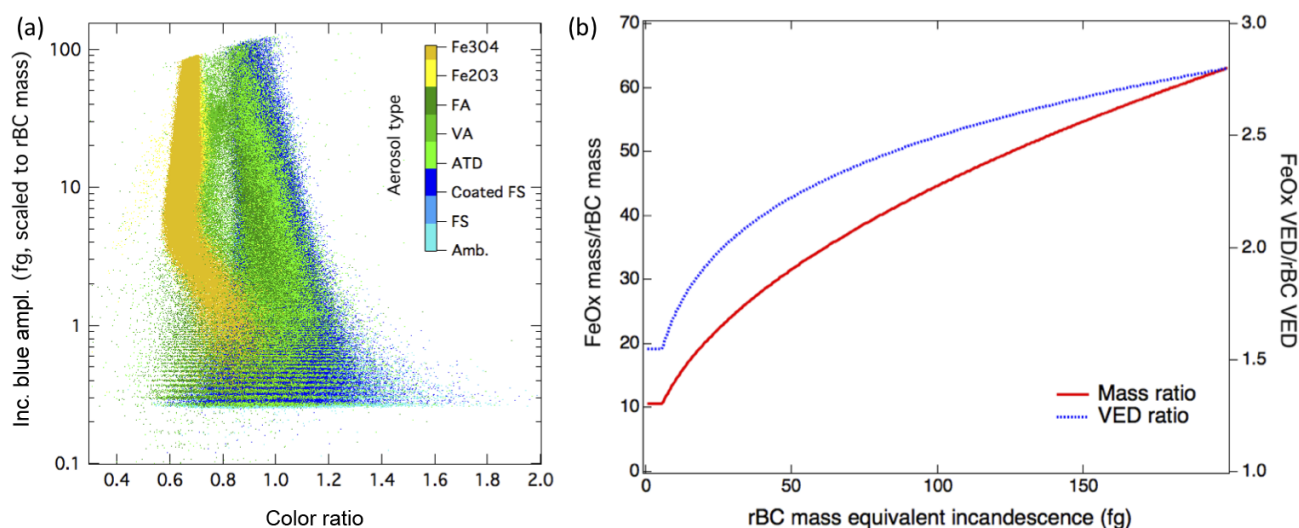 (a)
Inc. blue ampl. (fg, scaled to rBC mass)
100
10
1
0.1
0.4 0.6 0.8 1.0 1.2 1.4 1.6 1.8 2.0
Color ratio
Aerosol type
Fe3O4
Fe2O3
FA
VA
ATD
Coated FS
FS
Amb.
(b)
FeOx mass/rBC mass
70
60
50
40
30
20
10
0
0 50 100 150
rBC mass equivalent incandescence (fg)
Mass ratio
VED ratio
3.0
2.5
2.0
1.5
1.0
FeOx VED/rBC VED